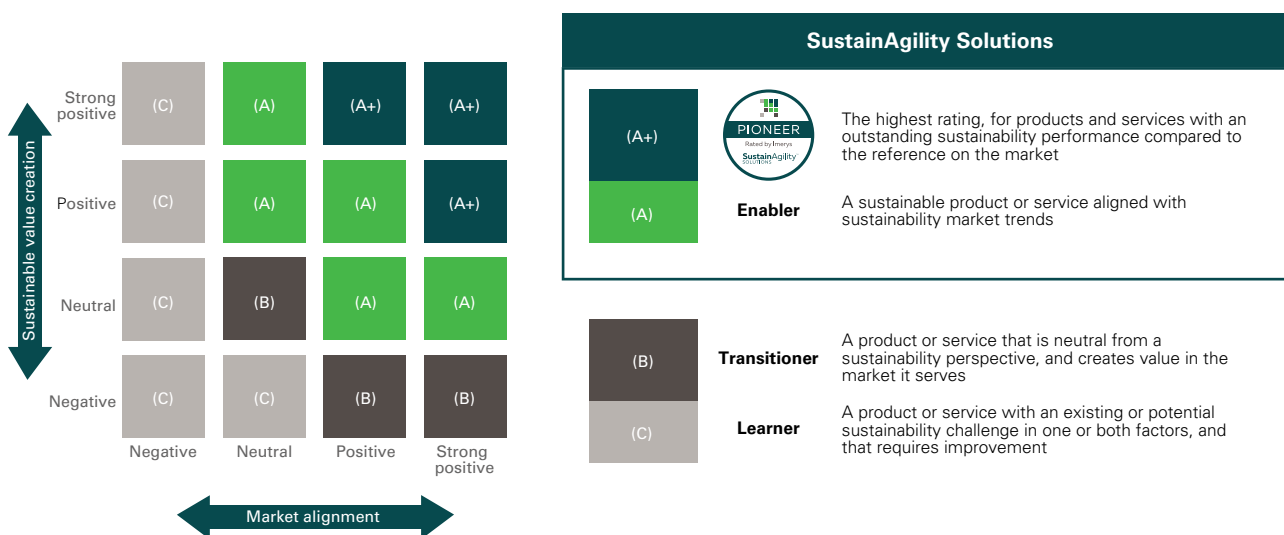 Sustainable value creation
Strong
positive
(C)
(A)
(A+)
(A+)
Positive
(C)
(A)
(A)
(A+)
Neutral
(C)
(B)
(A)
(A)
Negative
(C)
(C)
(B)
(B)
Negative
Neutral
Positive
Strong
positive
Market alignment
SustainAgility Solutions
(A+)
PIONEER
Rated by Imerys
SustainAgility
SOLUTIONS
The highest rating, for products and services with an
outstanding sustainability performance compared to
the reference on the market
(A)
Enabler
A sustainable product or service aligned with
sustainability market trends
(B)
Transitioner
A product or service that is neutral from a
sustainability perspective, and creates value in the
market it serves
(C)
Learner
A product or service with an existing or potential
sustainability challenge in one or both factors, and
that requires improvement